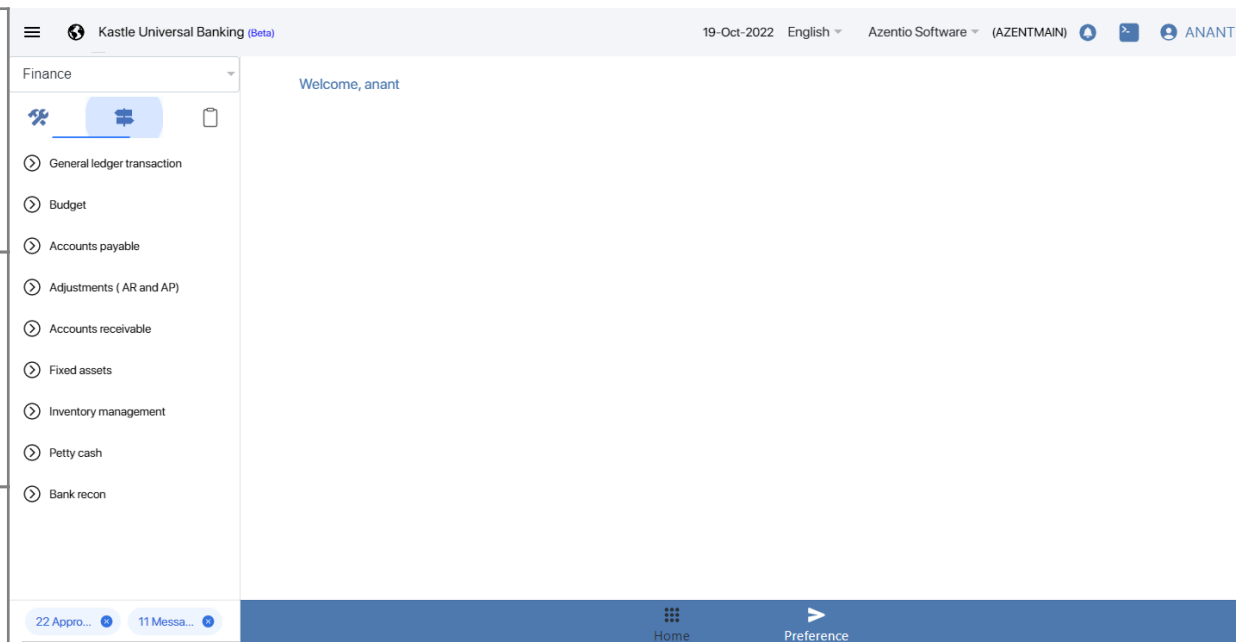 Kastle Universal Banking (Beta)
19-Oct-2022 English Azentio Software (AZENTMAIN) ANANT
Finance
Welcome, anant
General ledger transaction
Budget
Accounts payable
Adjustments ( AR and AP)
Accounts receivable
Fixed assets
Inventory management
Petty cash
Bank recon
22 Appro... 11 Messa...
Home Preference